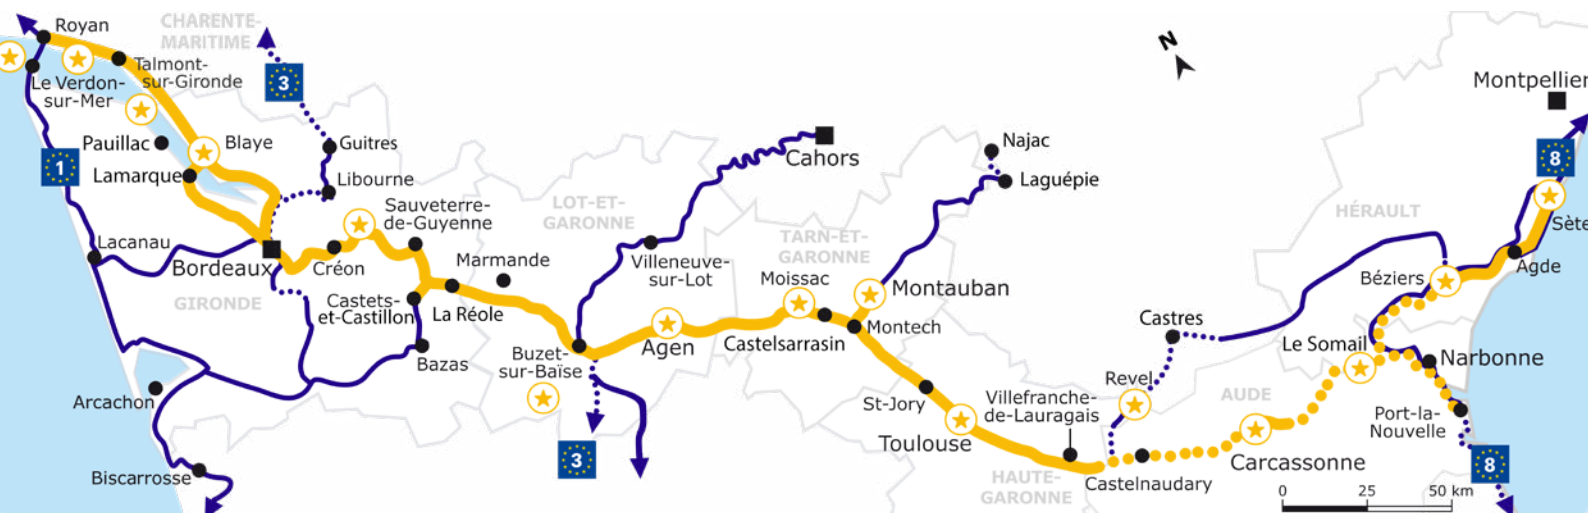 Royan
CHARENTE-
MARITIME
Talmont-
sur-Gironde
Le Verdon-
sur-Mer
3
N
Montpellier
Pauillac
Blaye
Guitres
Najac
1
Lamarque
Libourne
Cahors
Laguépie
8
Sauveterre-
de-Guyenne
LOT-ET-
GARONNE
HÉRAULT
Sète
Lacanau
Bordeaux
Créon
Marmande
Villeneuve-
sur-Lot
TARN-ET-
GARONNE
Moissac
Montauban
Béziers
Agde
GIRONDE
Castets-
et-Castillon
La Réole
Montech
Castres
Buzet-
sur-Baïse
Agen
Castelsarrasin
Le Somail
Narbonne
Bazas
Arcachon
St-Jory
Villefranche-
de-Lauragais
Revel
AUDE
Port-la-
Nouvelle
Toulouse
3
Biscarrosse
HAUTE-
GARONNE
Castelnaudary
Carcassonne
8
0 25 50 km